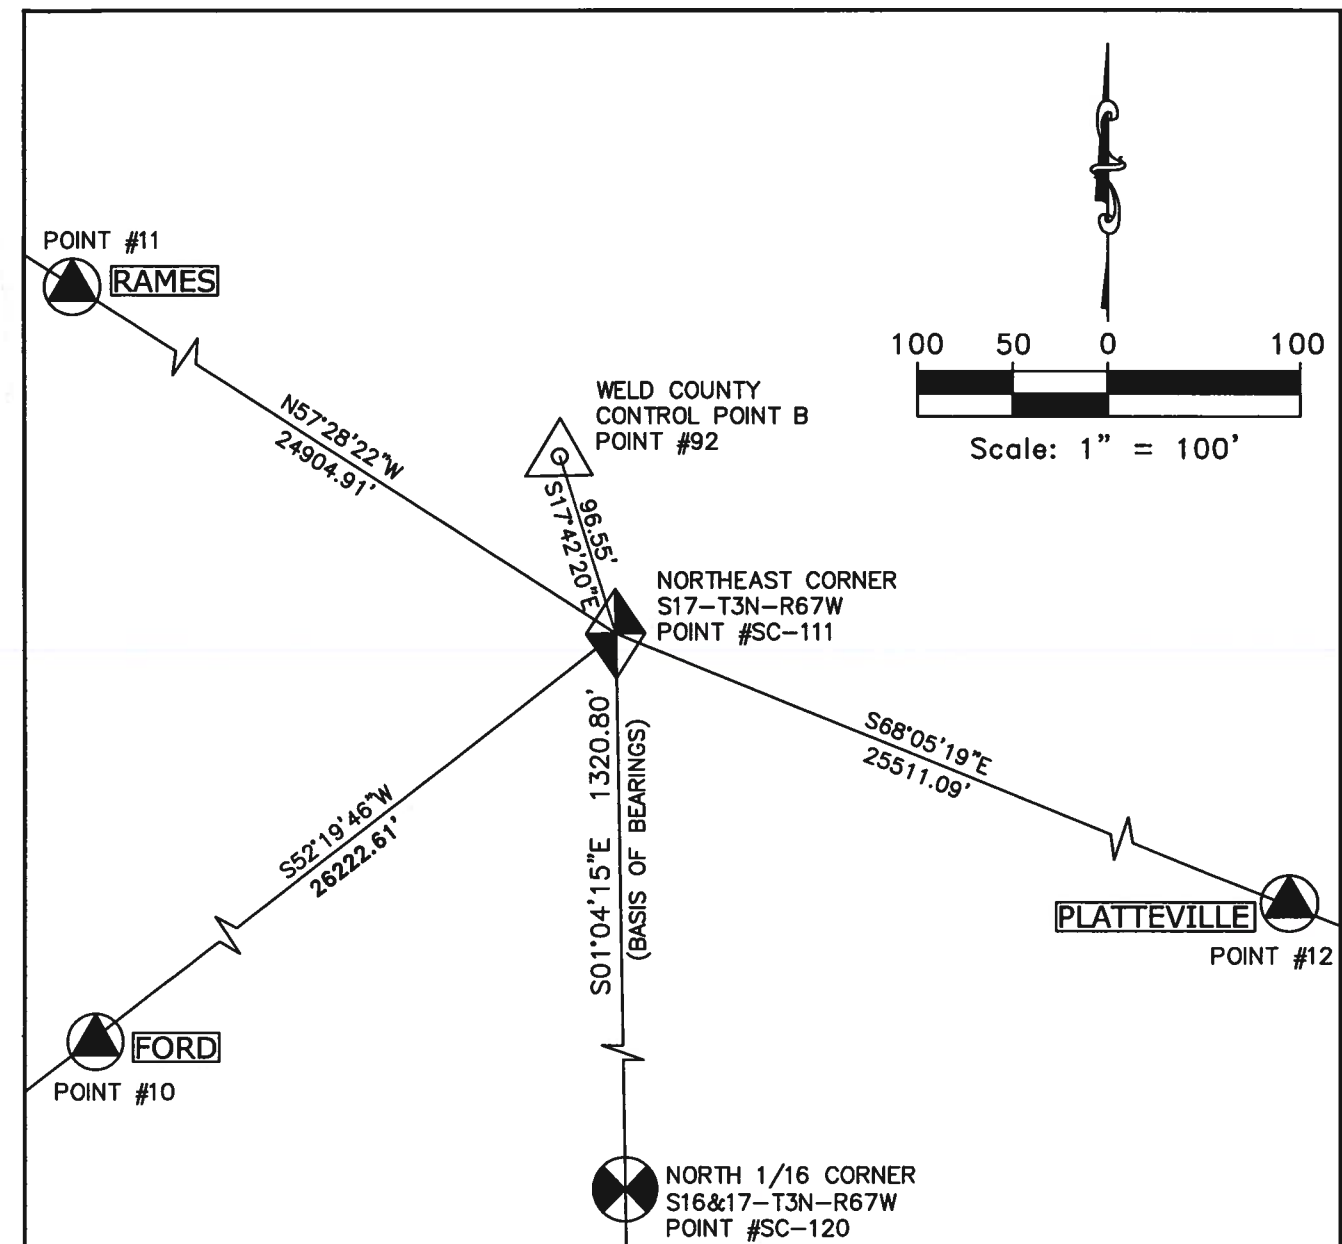 POINT #11
RAMES
N57°28'22"W
24904.91'
WELD COUNTY
CONTROL POINT B
POINT #92
96.55'
S17°42'20"E
100 50 0 100
Scale: 1" = 100'
NORTHEAST CORNER
S17-T3N-R67W
POINT #SC-111
S68°05'19"E
25511.09'
S52°19'46"W
26222.61'
S01°04'15"E 1320.80'
(BASIS OF BEARINGS)
PLATTEVILLE
POINT #12
FORD
POINT #10
NORTH 1/16 CORNER
S16&17-T3N-R67W
POINT #SC-120